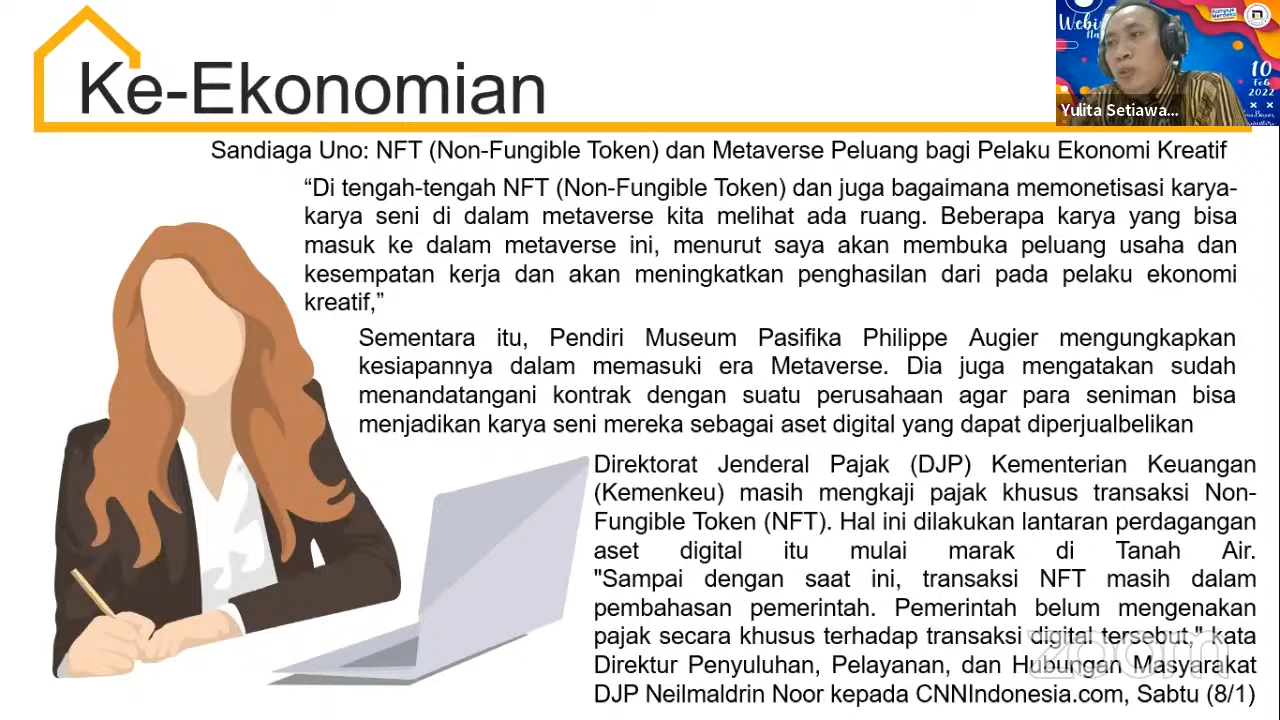 Ke-Ekonomian
Webi
Na
Kampus
Merdeka
10
FeG
2022
Yulita Setiawa...
Sandiaga Uno: NFT (Non-Fungible Token) dan Metaverse Peluang bagi Pelaku Ekonomi Kreatif
“Di tengah-tengah NFT (Non-Fungible Token) dan juga bagaimana memonetisasi karya-
karya seni di dalam metaverse kita melihat ada ruang. Beberapa karya yang bisa
masuk ke dalam metaverse ini, menurut saya akan membuka peluang usaha dan
kesempatan kerja dan akan meningkatkan penghasilan dari pada pelaku ekonomi
kreatif,”
Sementara itu, Pendiri Museum Pasifika Philippe Augier mengungkapkan
kesiapannya dalam memasuki era Metaverse. Dia juga mengatakan sudah
menandatangani kontrak dengan suatu perusahaan agar para seniman bisa
menjadikan karya seni mereka sebagai aset digital yang dapat diperjualbelikan
Direktorat Jenderal Pajak (DJP) Kementerian Keuangan
(Kemenkeu) masih mengkaji pajak khusus transaksi Non-
Fungible Token (NFT). Hal ini dilakukan lantaran perdagangan
aset digital itu mulai marak di Tanah Air.
"Sampai dengan saat ini, transaksi NFT masih dalam
pembahasan pemerintah. Pemerintah belum mengenakan
pajak secara khusus terhadap transaksi digital tersebut," kata
Direktur Penyuluhan, Pelayanan, dan Hubungan Masyarakat
DJP Neilmaldrin Noor kepada CNNIndonesia.com, Sabtu (8/1)
zoom